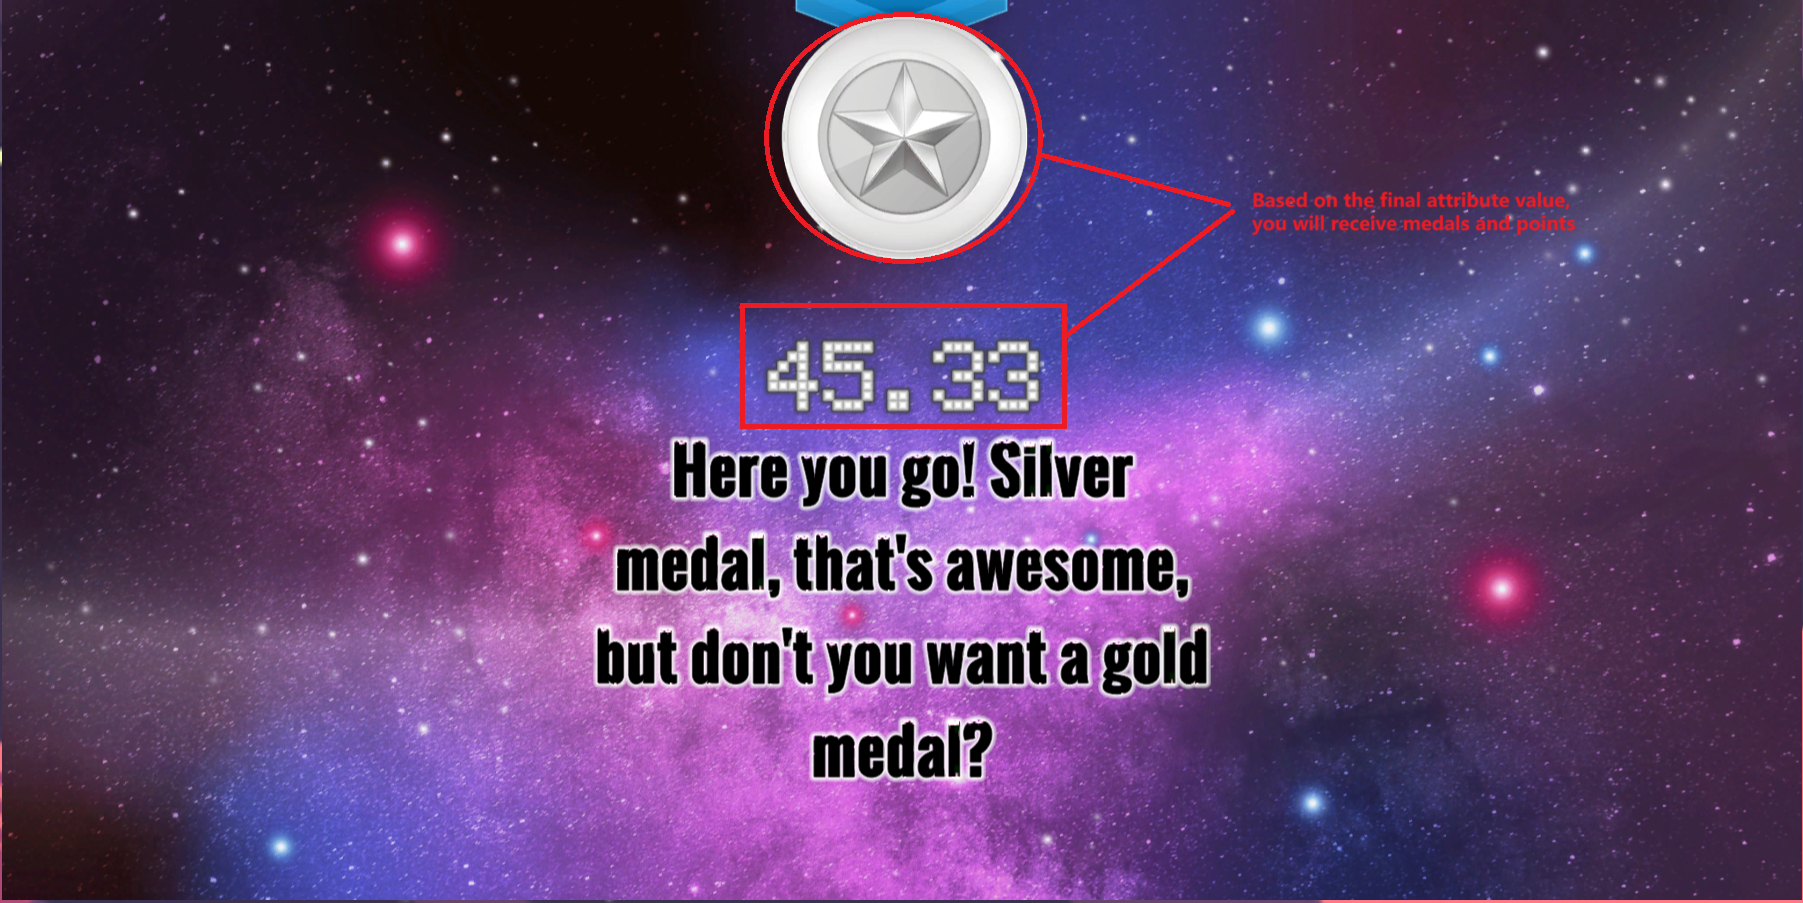 Based on the final attribute value,
you will receive medals and points
45.33
Here you go! Silver
medal, that's awesome,
but don't you want a gold
medal?